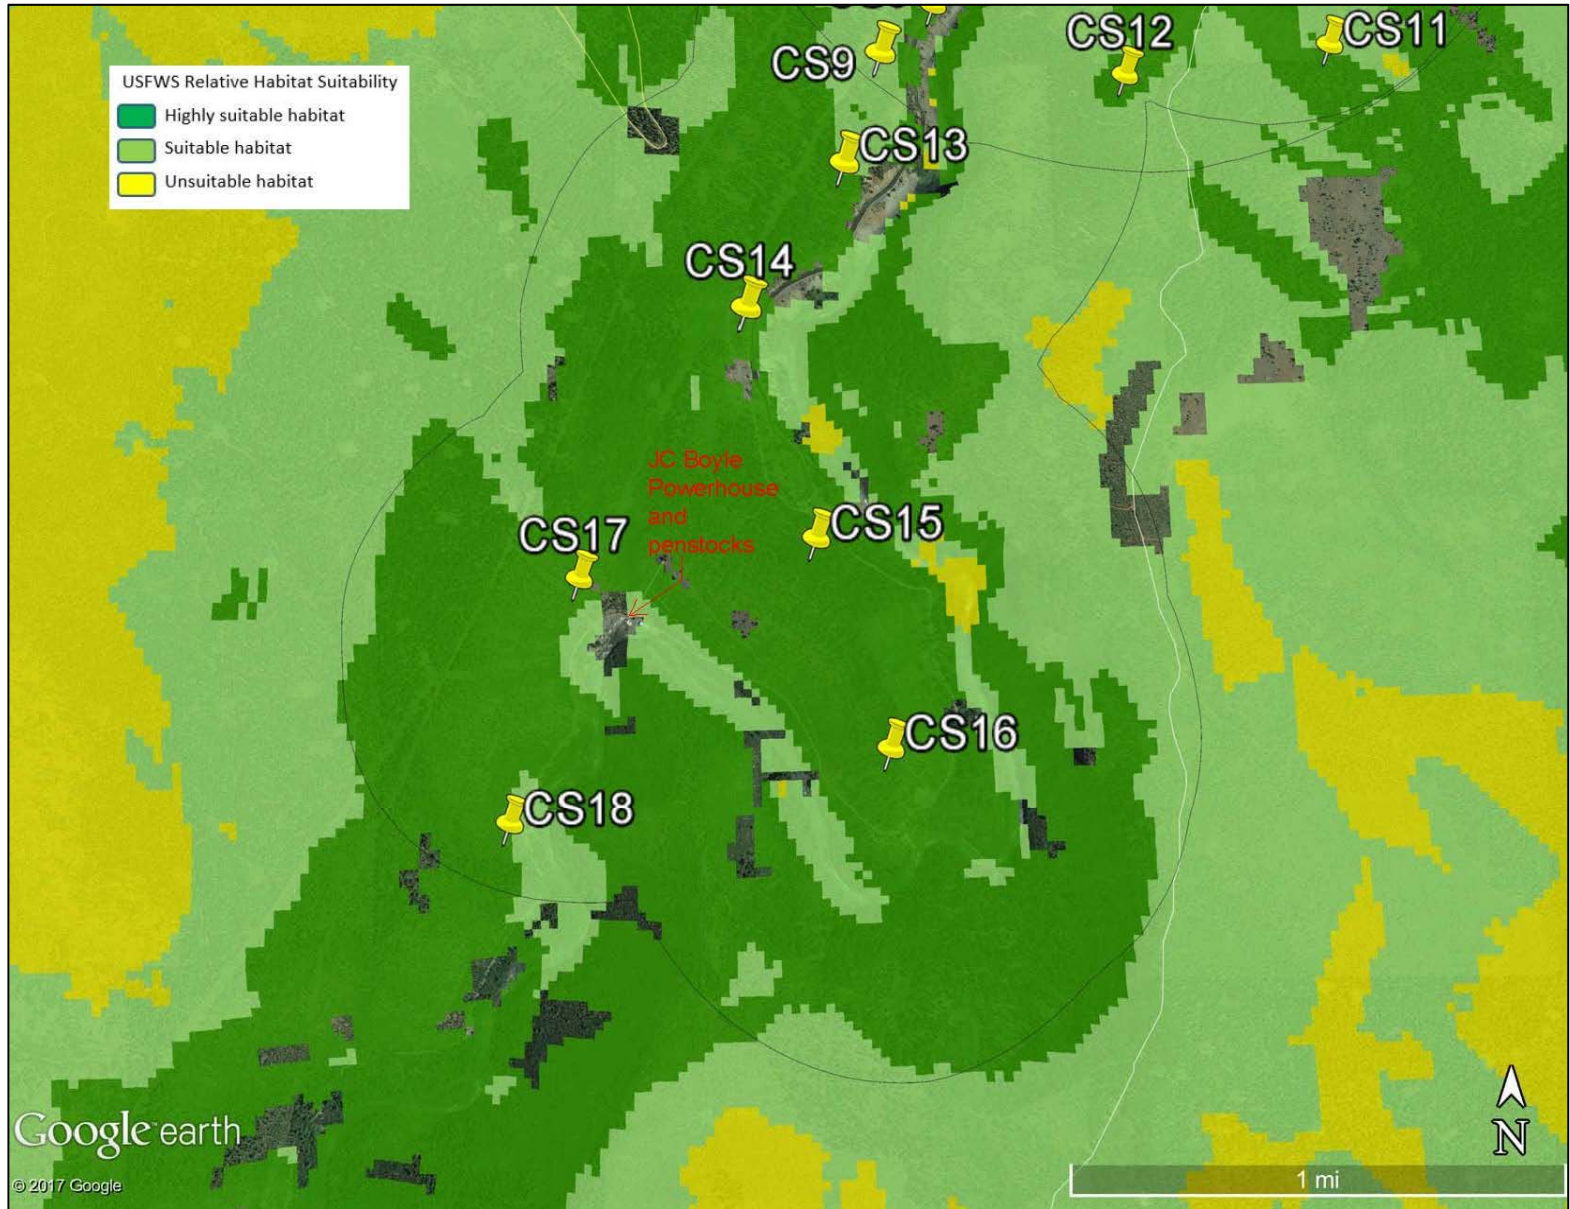 CS9
CS12
CS11
USFWS Relative Habitat Suitability
Highly suitable habitat
Suitable habitat
Unsuitable habitat
CS13
CS14
JC Boyle
Powerhouse
and
penstocks
CS17
CS15
CS16
CS18
Google earth
© 2017 Google
N
1 mi